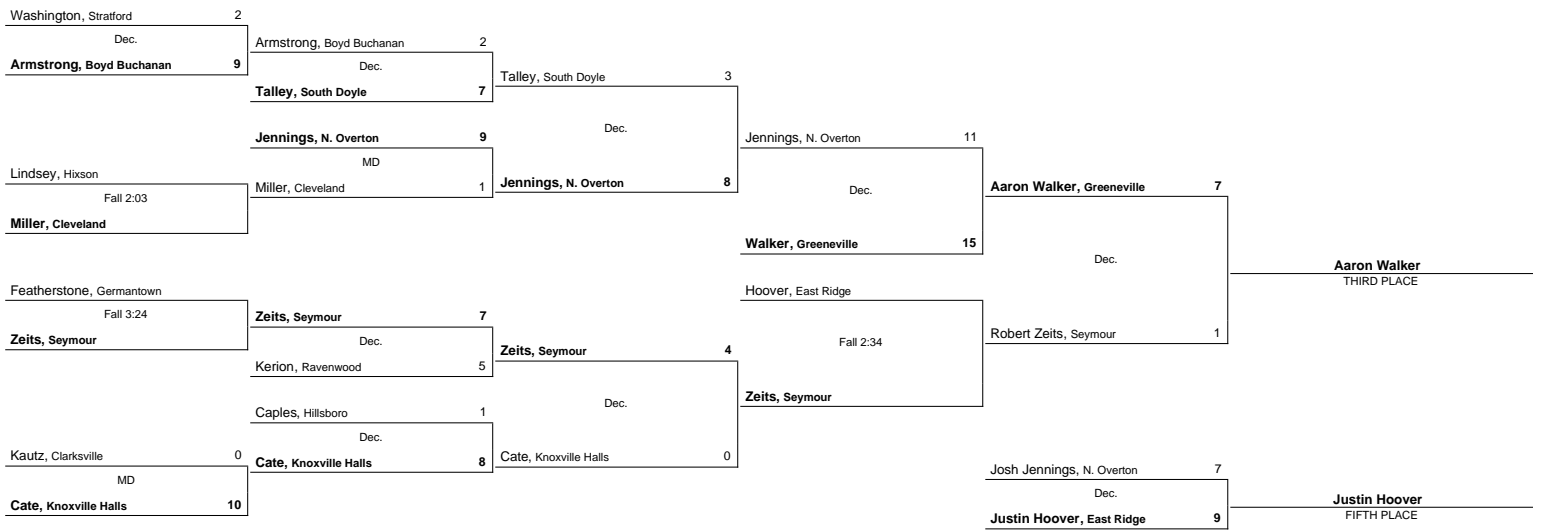 Washington, Stratford 2
Dec.
Armstrong, Boyd Buchanan 9
Lindsey, Hixson
Fall 2:03
Miller, Cleveland
Featherstone, Germantown
Fall 3:24
Zeits, Seymour
Kautz, Clarksville 0
MD
Cate, Knoxville Halls 10
Armstrong, Boyd Buchanan 2
Dec.
Talley, South Doyle 7
Jennings, N. Overton 9
MD
Miller, Cleveland 1
Zeits, Seymour 7
Dec.
Kerion, Ravenwood 5
Caples, Hillsboro 1
Dec.
Cate, Knoxville Halls 8
Talley, South Doyle 3
Dec.
Jennings, N. Overton 8
Zeits, Seymour 4
Dec.
Cate, Knoxville Halls 0
Jennings, N. Overton 11
Dec.
Walker, Greeneville 15
Hoover, East Ridge
Fall 2:34
Zeits, Seymour
Aaron Walker, Greeneville 7
Dec.
Robert Zeits, Seymour 1
Aaron Walker
THIRD PLACE
Josh Jennings, N. Overton 7
Dec.
Justin Hoover, East Ridge 9
Justin Hoover
FIFTH PLACE